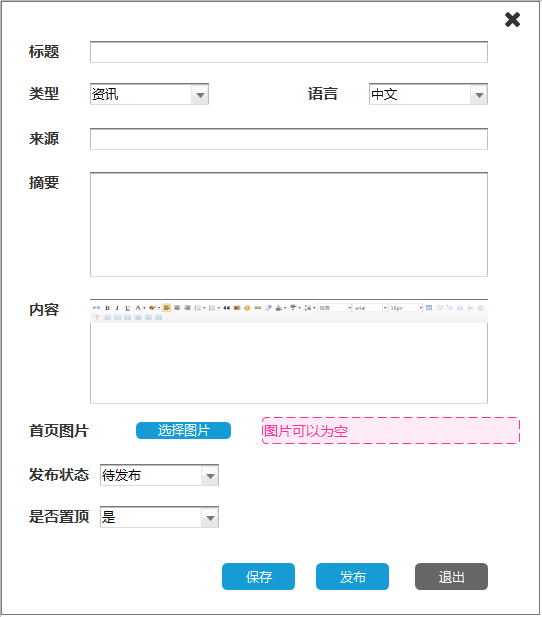 标题
类型 资讯 语言 中文
来源
摘要
内容
B I U A arial 16px
首页图片 选择图片 图片可以为空
发布状态 待发布
是否置顶 是
保存 发布 退出